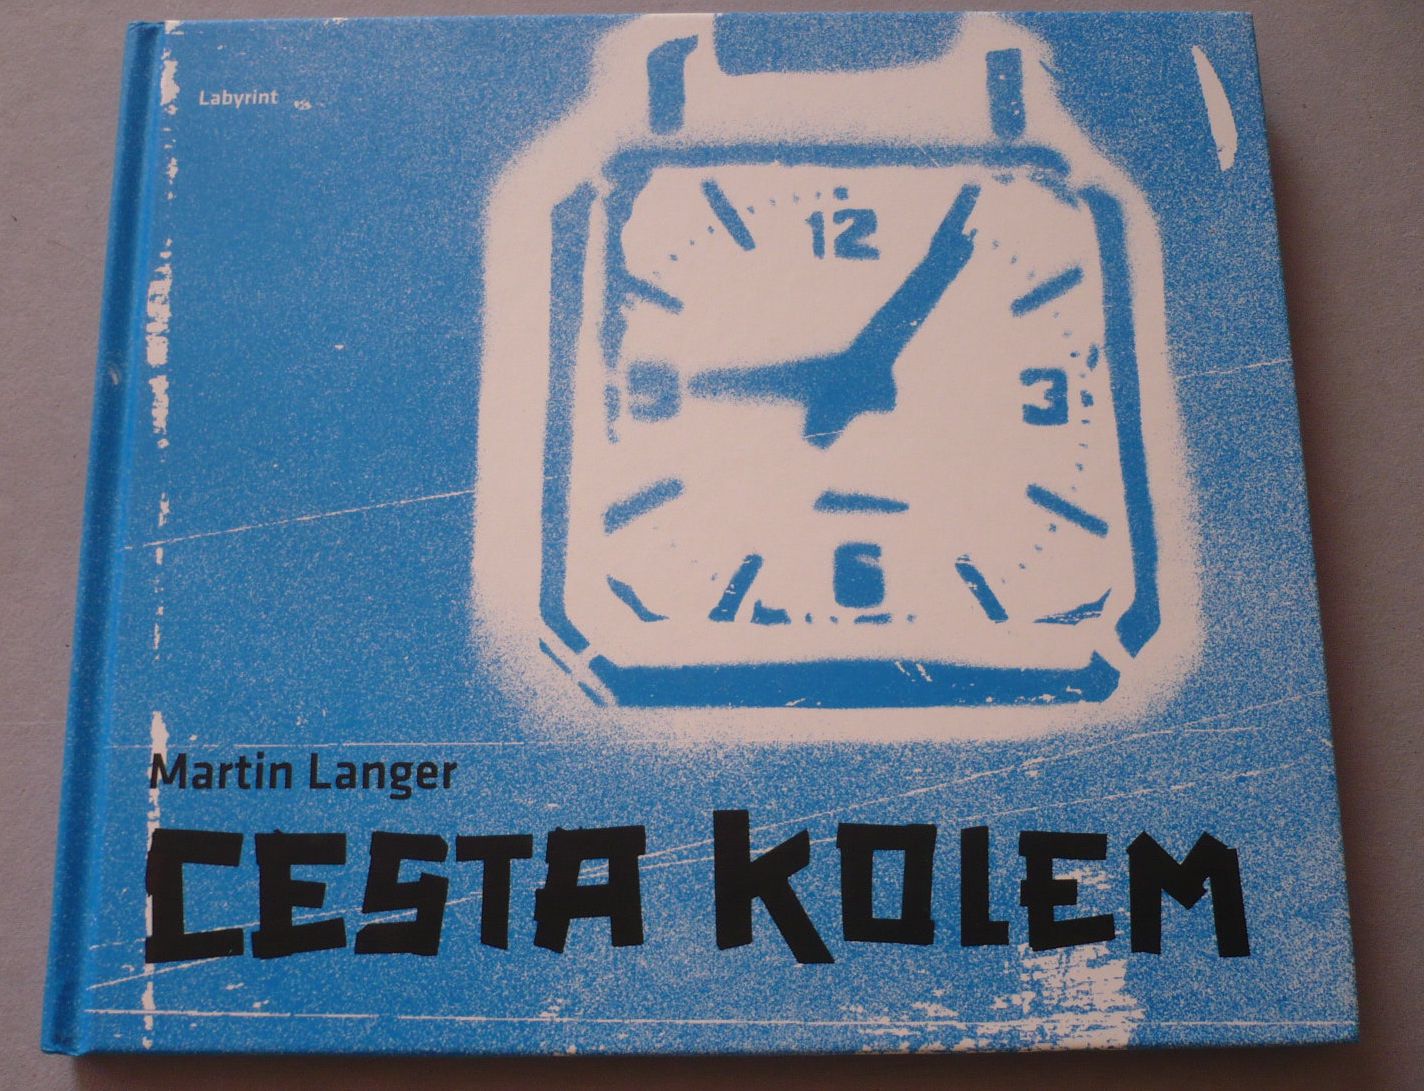 Labyrint
12
9
3
6
Martin Langer
CESTA KOLEM